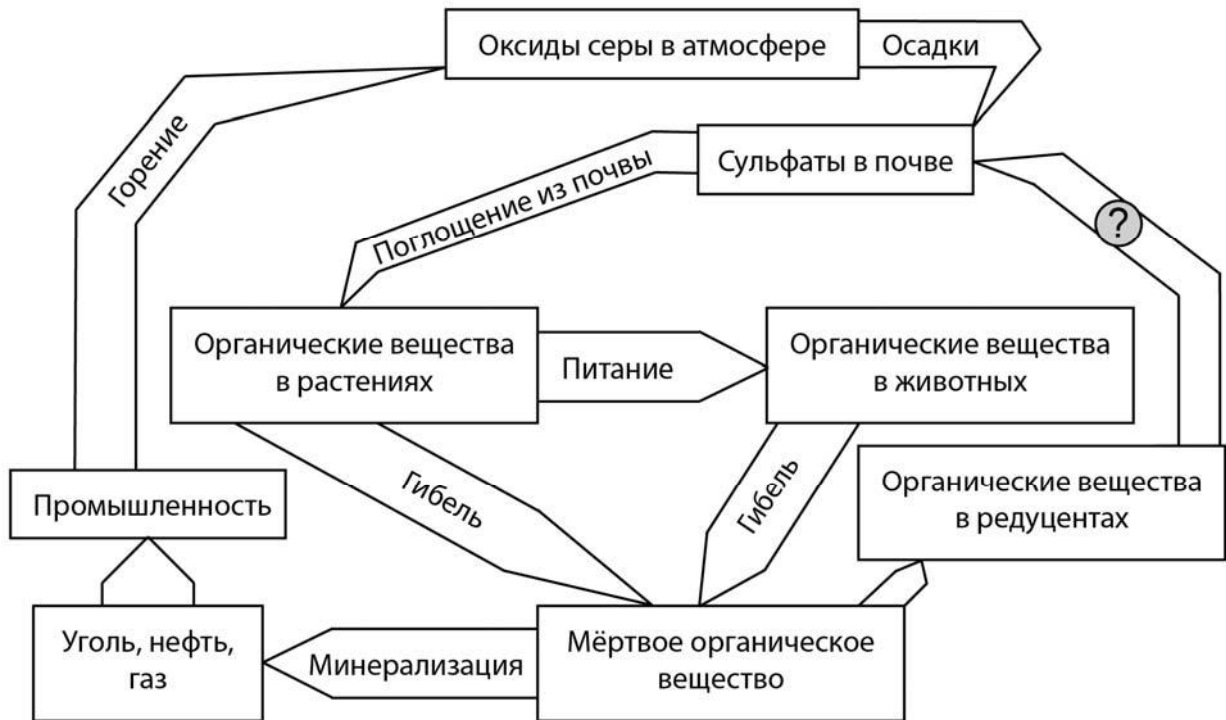 Оксиды серы в атмосфере
Осадки
Горение
Сульфаты в почве
Поглощение из почвы
?
Органические вещества
в растениях
Питание
Органические вещества
в животных
Гибель
Гибель
Промышленность
Органические вещества
в редуцентах
Уголь, нефть,
газ
Минерализация
Мёртвое органическое
вещество